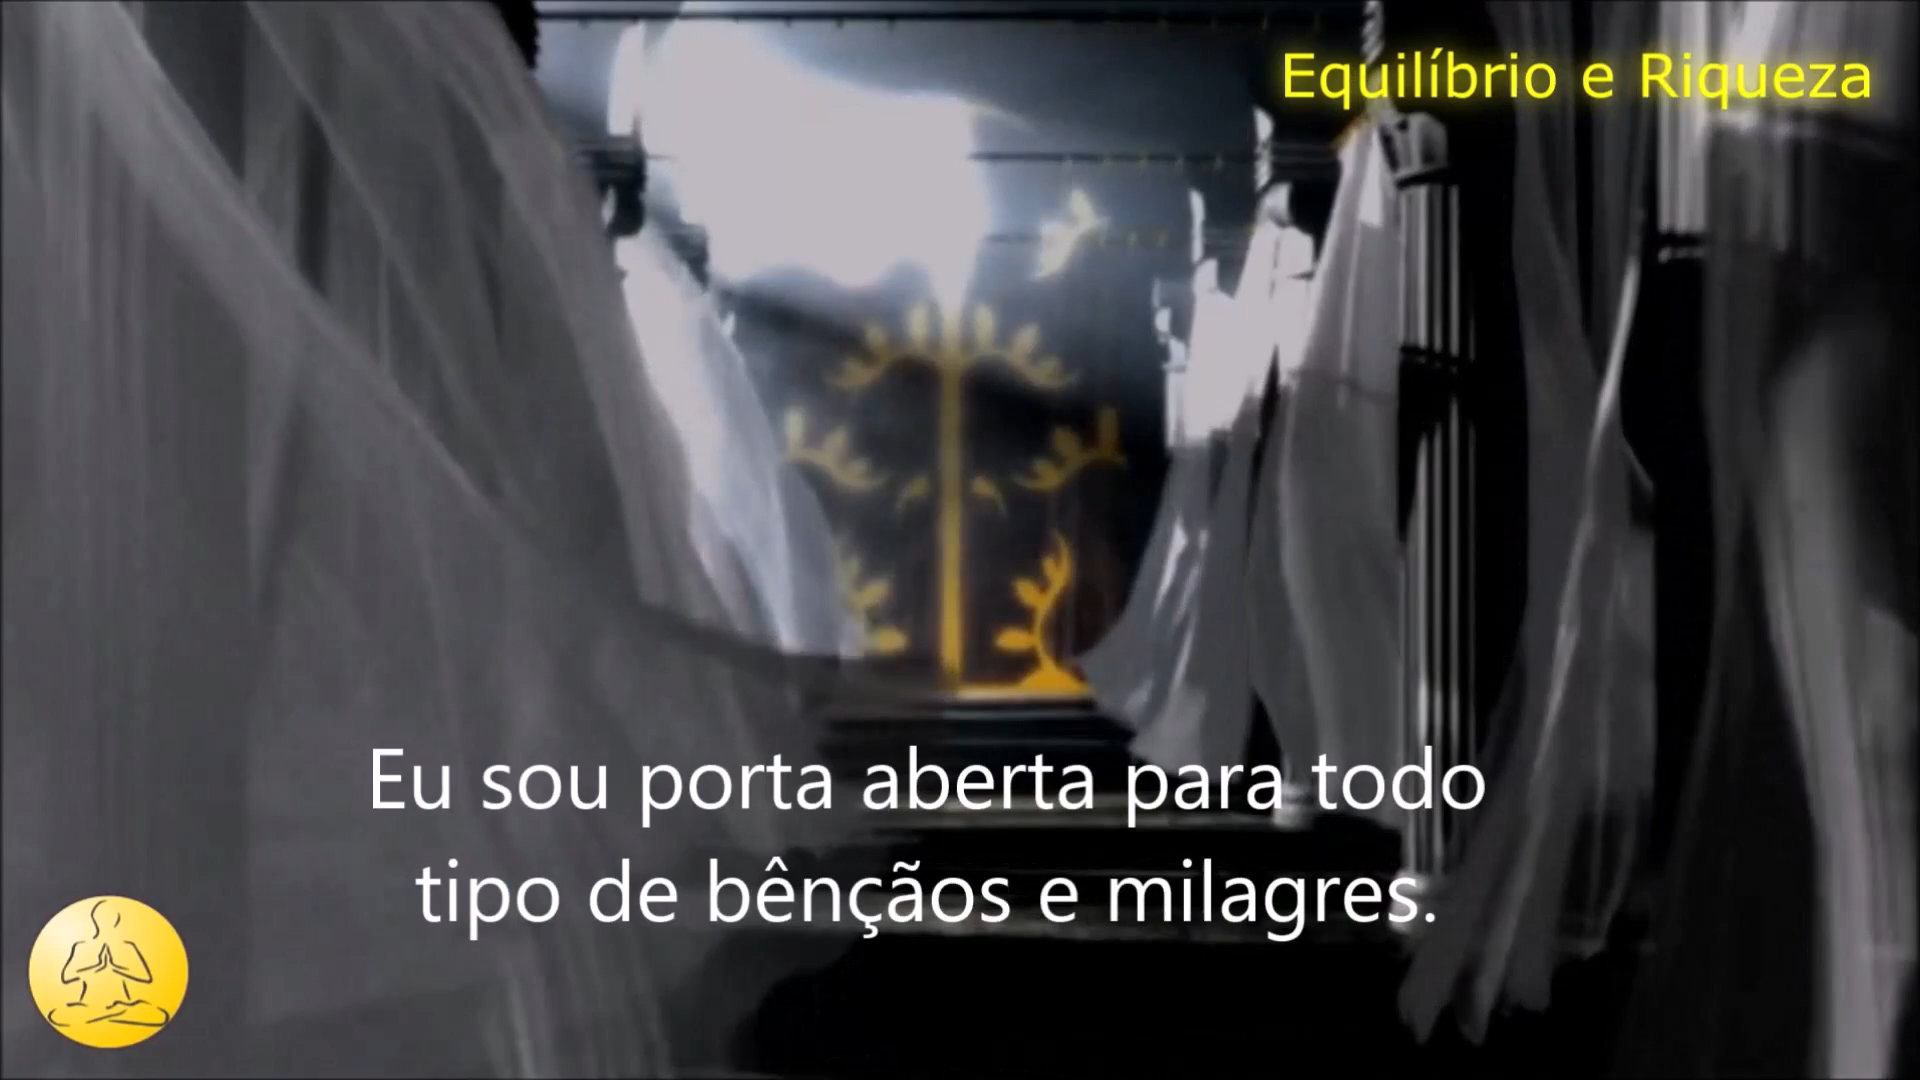 Equilíbrio e Riqueza
Eu sou porta aberta para todo
tipo de bênçãos e milagres.